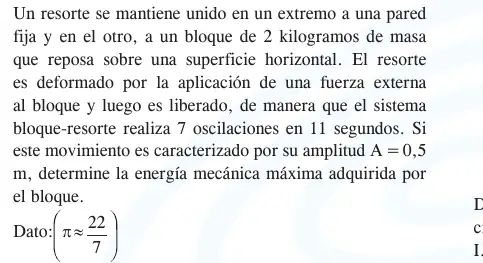 Un resorte se mantiene unido en un extremo a una pared
fija y en el otro, a un bloque de 2 kilogramos de masa
que reposa sobre una superficie horizontal. El resorte
es deformado por la aplicación de una fuerza externa
al bloque y luego es liberado, de manera que el sistema
bloque-resorte realiza 7 oscilaciones en 11 segundos. Si
este movimiento es caracterizado por su amplitud A = 0,5
m, determine la energía mecánica máxima adquirida por
el bloque.
Dato: (π ≈ 22/7)
I.